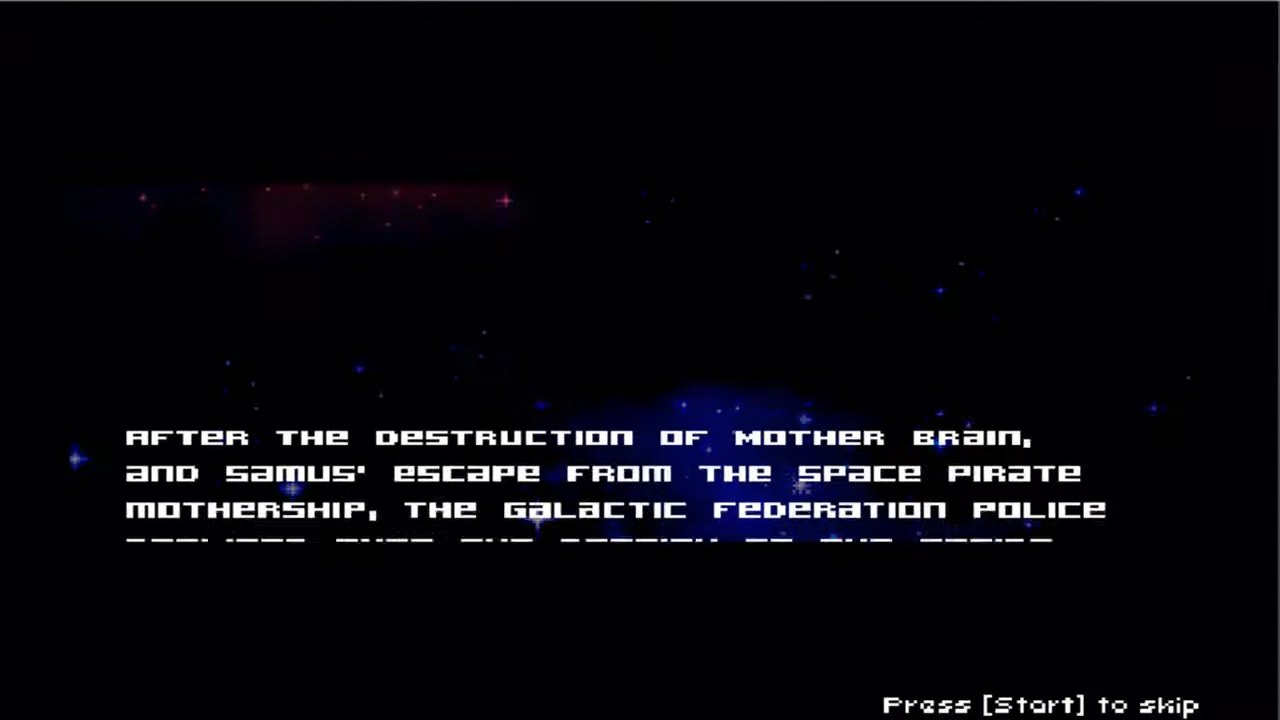 AFTER THE DESTRUCTION OF MOTHER BRAIN,
AND SAMUS' ESCAPE FROM THE SPACE PIRATE
MOTHERSHIP, THE GALACTIC FEDERATION POLICE
Press [Start] to skip